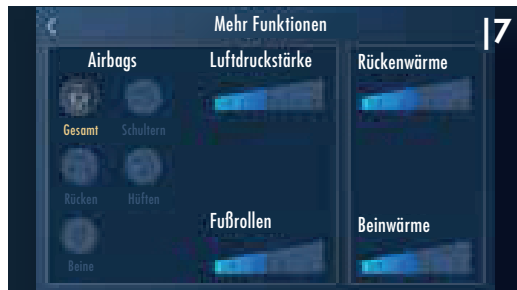 Mehr Funktionen
|7
Airbags
Gesamt
Schultern
Rücken
Hüften
Beine
Luftdruckstärke
Fußrollen
Rückenwärme
Beinwärme